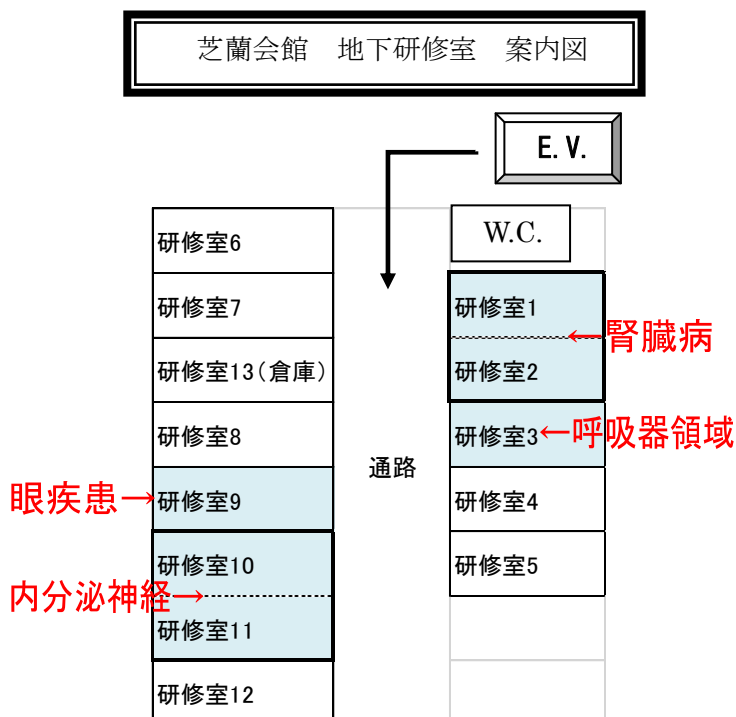 芝蘭会館　地下研修室　案内図
E.V.
W.C.
研修室6
研修室7
研修室13（倉庫）
研修室8
眼疾患→研修室9
研修室10
内分泌神経→
研修室11
研修室12
通路
研修室1
←腎臓病
研修室2
研修室3←呼吸器領域
研修室4
研修室5